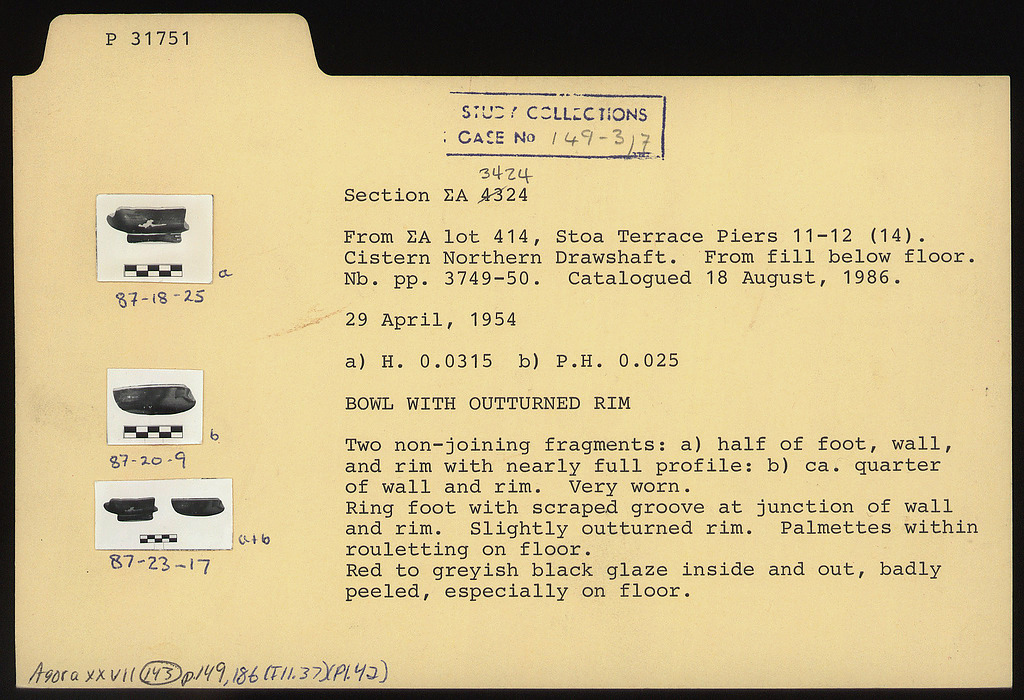 P 31751
STUDY COLLECTIONS
CASE No 149-3/7
3424
Section ΣA 4324
From ΣA lot 414, Stoa Terrace Piers 11-12 (14).
Cistern Northern Drawshaft. From fill below floor.
Nb. pp. 3749-50. Catalogued 18 August, 1986.
29 April, 1954
a) H. 0.0315 b) P.H. 0.025
BOWL WITH OUTTURNED RIM
Two non-joining fragments: a) half of foot, wall,
and rim with nearly full profile: b) ca. quarter
of wall and rim. Very worn.
Ring foot with scraped groove at junction of wall
and rim. Slightly outturned rim. Palmettes within
rouletting on floor.
Red to greyish black glaze inside and out, badly
peeled, especially on floor.
a
87-18-25
b
87-20-9
a+b
87-23-17
Agora xxvii (143) p.149, 186 (Fil. 37)(Pl.42)